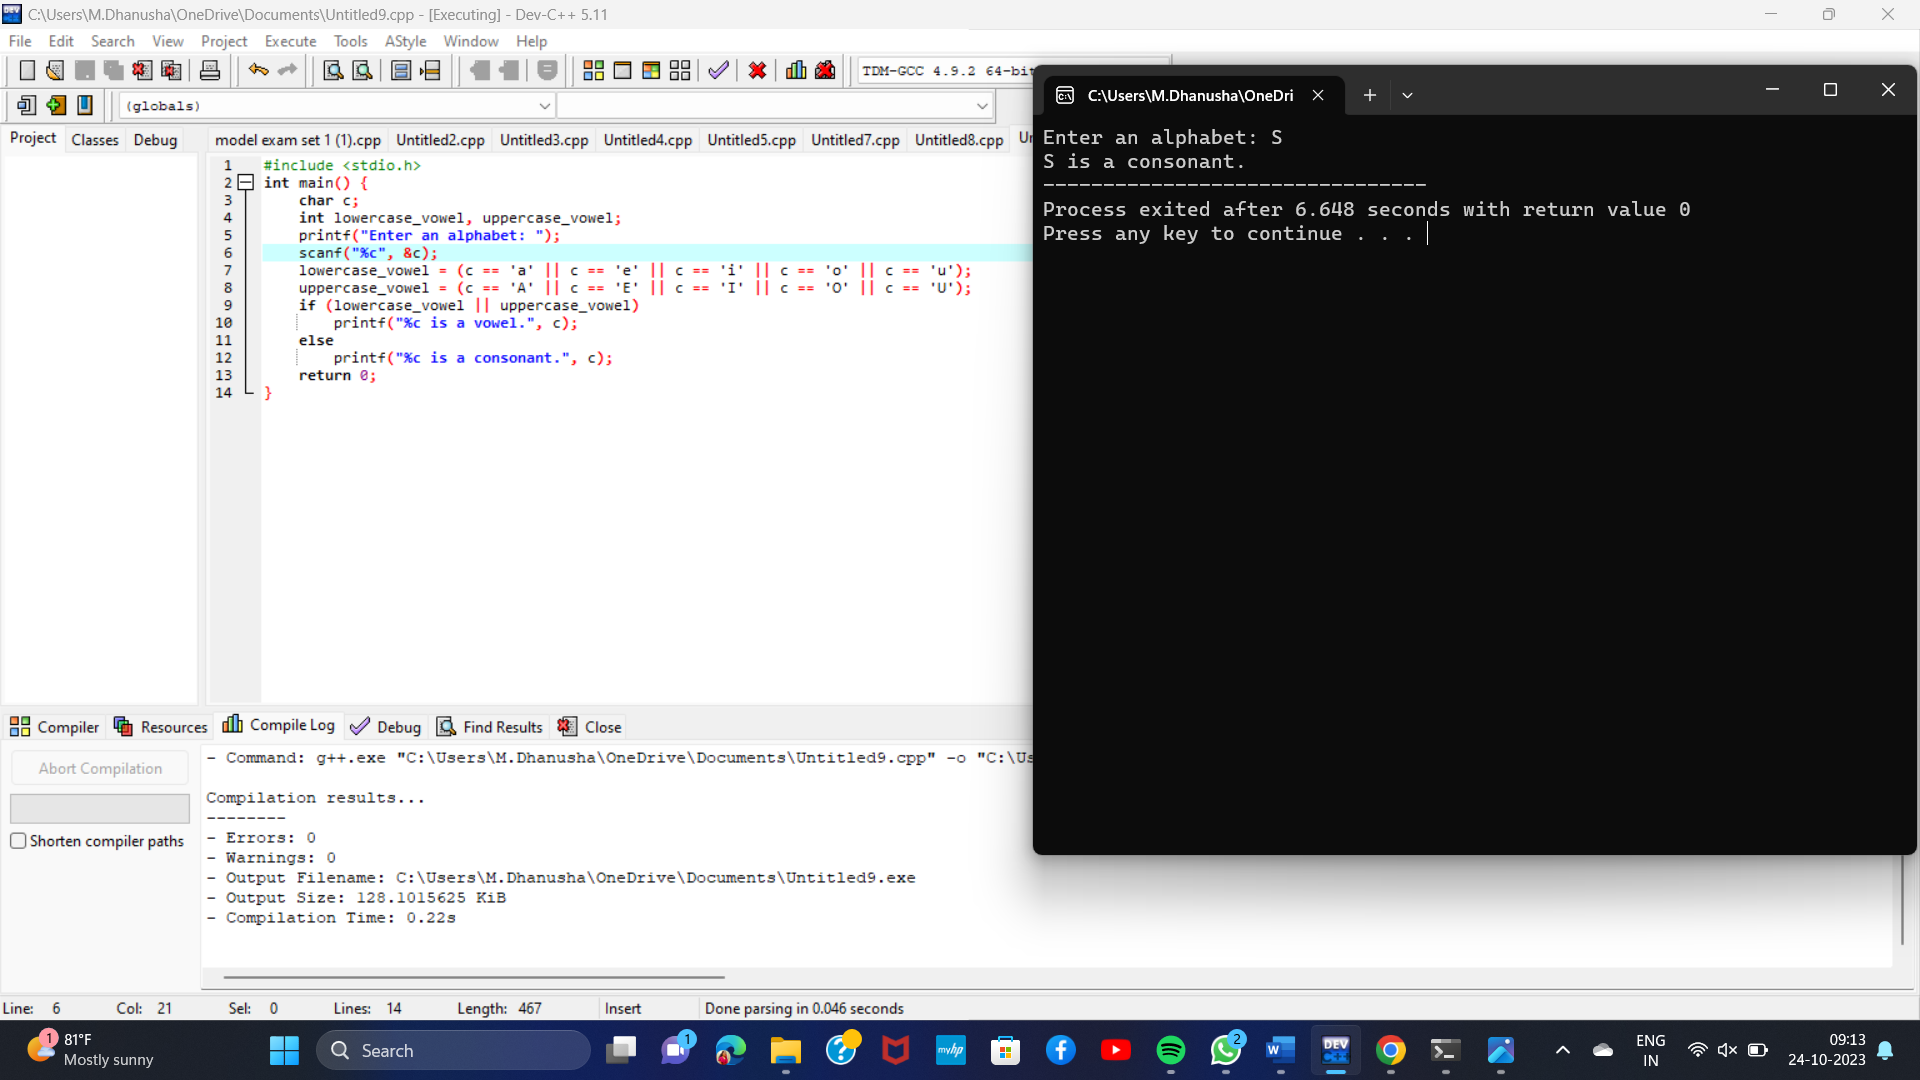 C:\Users\M.Dhanusha\OneDrive\Documents\Untitled9.cpp - [Executing] - Dev-C++ 5.11
File Edit Search View Project Execute Tools AStyle Window Help
TDM-GCC 4.9.2 64-bit
(globals)
Project Classes Debug
model exam set 1 (1).cpp Untitled2.cpp Untitled3.cpp Untitled4.cpp Untitled5.cpp Untitled7.cpp Untitled8.cpp Un
1 #include <stdio.h>
2 int main() {
3 char c;
4 int lowercase_vowel, uppercase_vowel;
5 printf("Enter an alphabet: ");
6 scanf("%c", &c);
7 lowercase_vowel = (c == 'a' || c == 'e' || c == 'i' || c == 'o' || c == 'u');
8 uppercase_vowel = (c == 'A' || c == 'E' || c == 'I' || c == 'O' || c == 'U');
9 if (lowercase_vowel || uppercase_vowel)
10 printf("%c is a vowel.", c);
11 else
12 printf("%c is a consonant.", c);
13 return 0;
14 }
C:\Users\M.Dhanusha\OneDri
Enter an alphabet: S
S is a consonant.
--------------------------------
Process exited after 6.648 seconds with return value 0
Press any key to continue . . .
Compiler Resources Compile Log Debug Find Results Close
Abort Compilation
Shorten compiler paths
- Command: g++.exe "C:\Users\M.Dhanusha\OneDrive\Documents\Untitled9.cpp" -o "C:\Us
Compilation results...
--------
- Errors: 0
- Warnings: 0
- Output Filename: C:\Users\M.Dhanusha\OneDrive\Documents\Untitled9.exe
- Output Size: 128.1015625 KiB
- Compilation Time: 0.22s
Line: 6 Col: 21 Sel: 0 Lines: 14 Length: 467 Insert Done parsing in 0.046 seconds
1
81°F
Mostly sunny
Search
1
myhp
2
W
DEV
C++
ENG
IN
09:13
24-10-2023